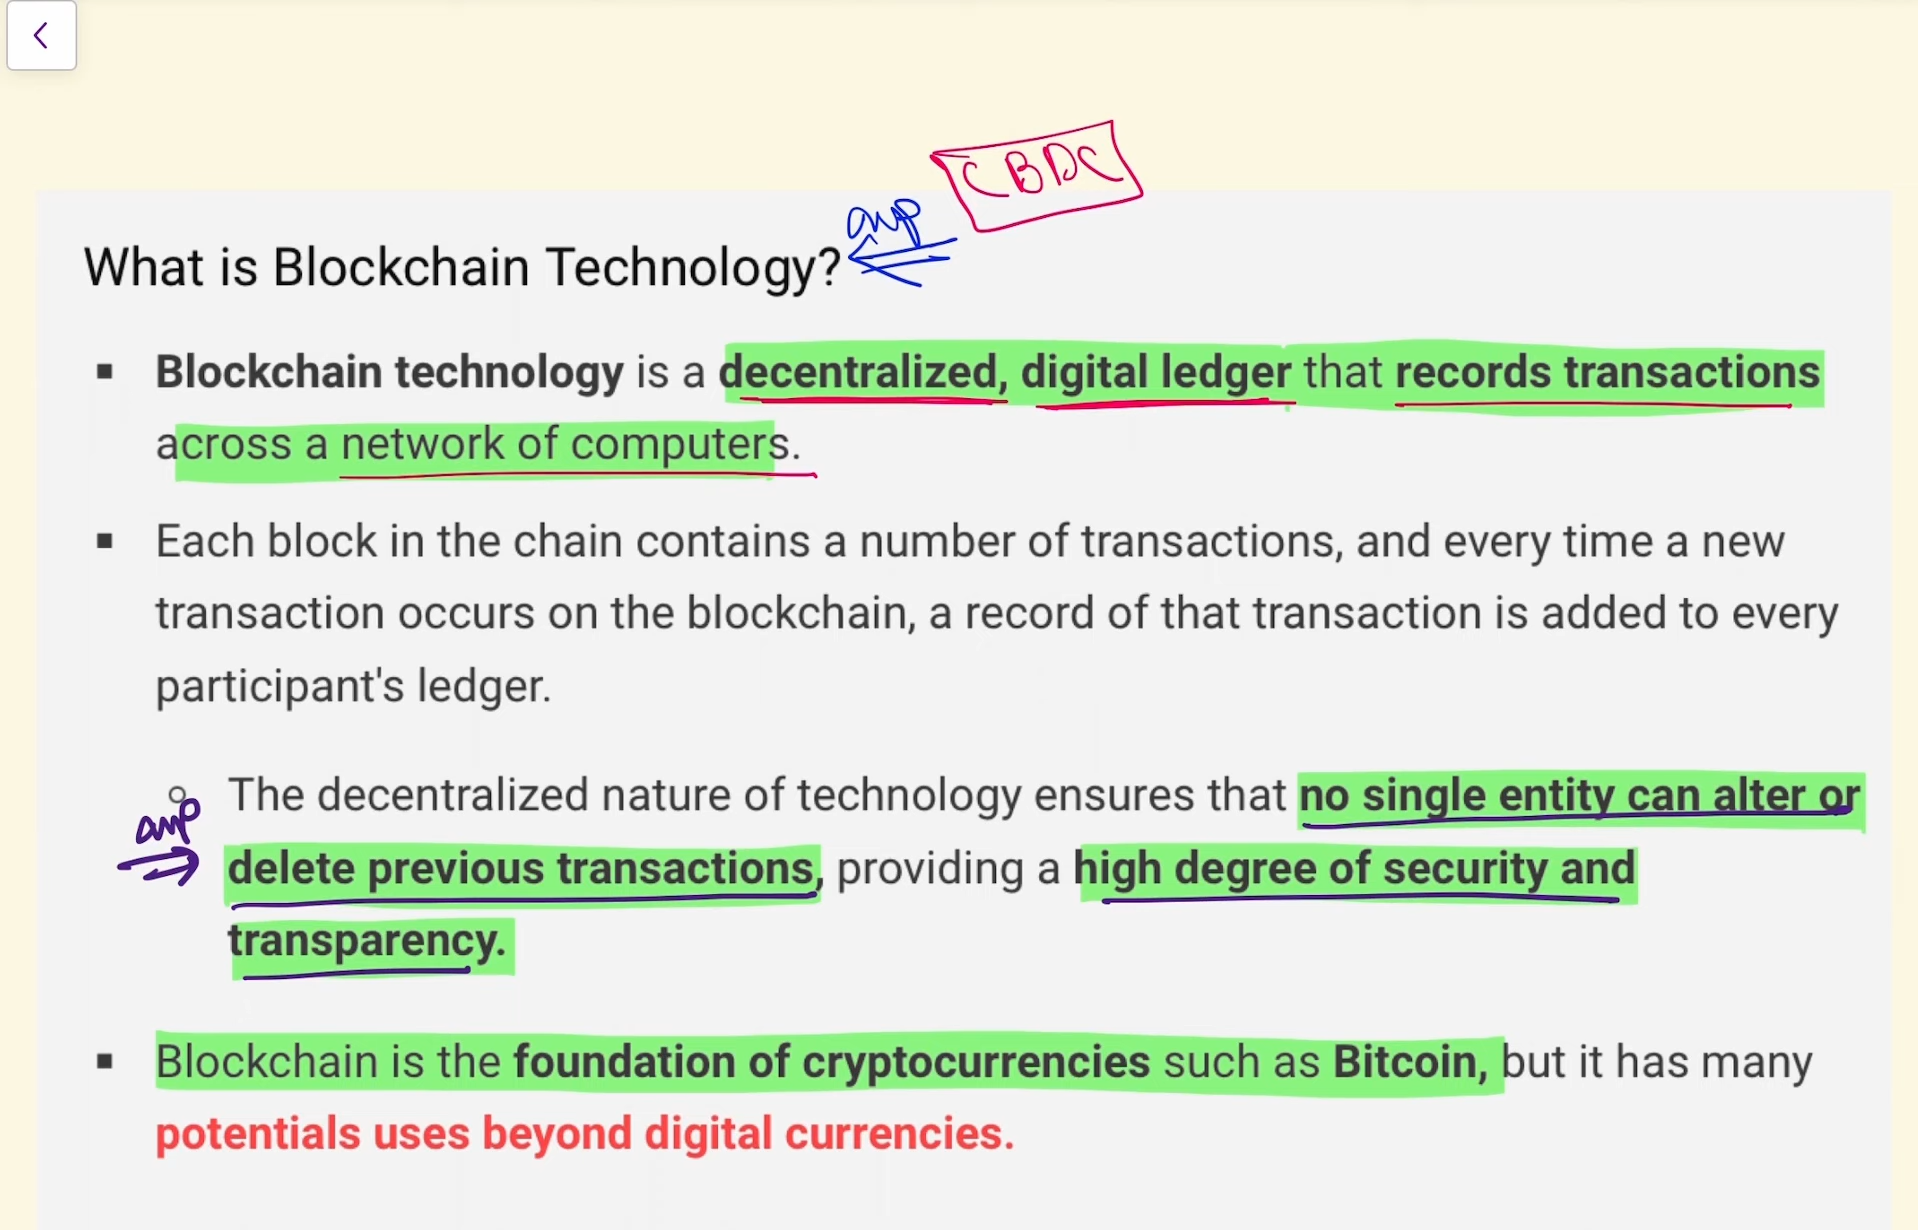 CBDC
imp
What is Blockchain Technology?
▪ Blockchain technology is a decentralized, digital ledger that records transactions
across a network of computers.
▪ Each block in the chain contains a number of transactions, and every time a new
transaction occurs on the blockchain, a record of that transaction is added to every
participant's ledger.
○ The decentralized nature of technology ensures that no single entity can alter or
imp
delete previous transactions, providing a high degree of security and
transparency.
▪ Blockchain is the foundation of cryptocurrencies such as Bitcoin, but it has many
potentials uses beyond digital currencies.